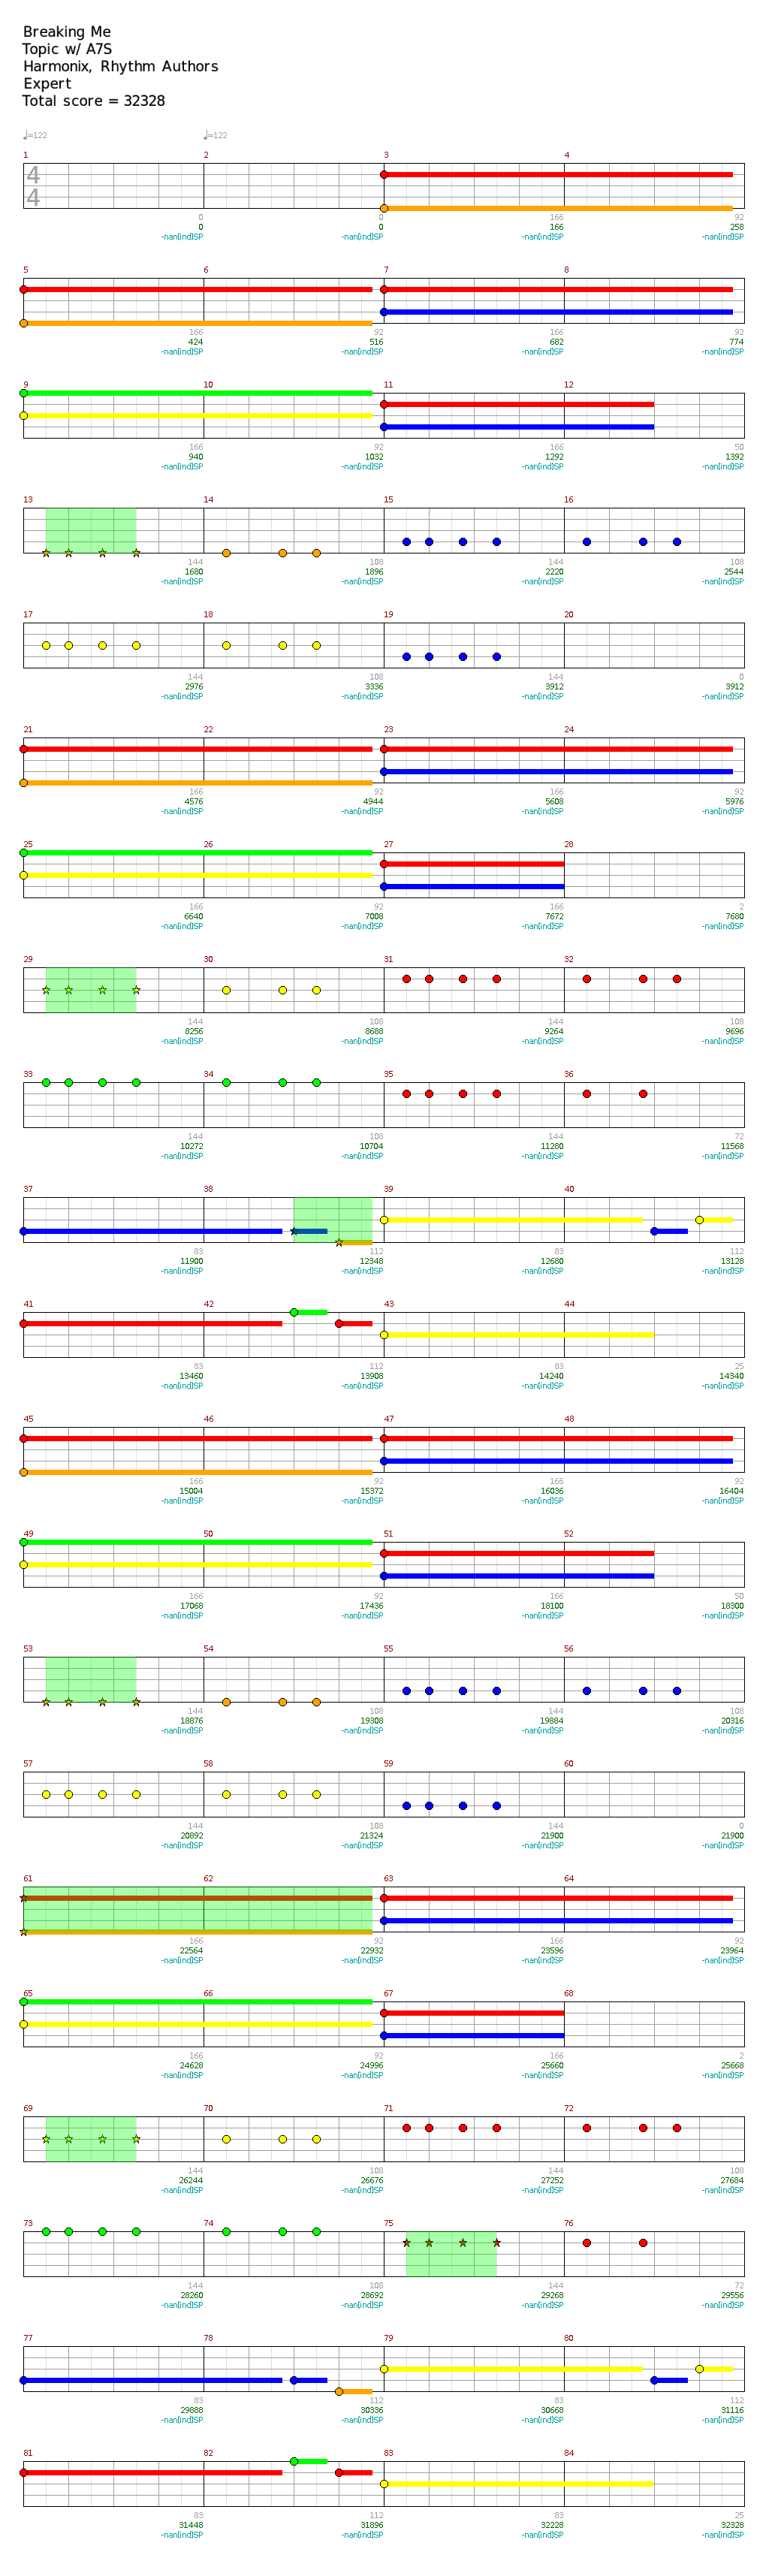 Breaking Me
Topic w/ A7S
Harmonix, Rhythm Authors
Expert
Total score = 32328
♩=122 ♩=122
1 2 3 4
4
4
0 0 166 92
0 0 166 258
-nan(ind)SP -nan(ind)SP -nan(ind)SP -nan(ind)SP
5 6 7 8
166 92 166 92
424 516 682 774
-nan(ind)SP -nan(ind)SP -nan(ind)SP -nan(ind)SP
9 10 11 12
166 92 166 50
940 1032 1292 1392
-nan(ind)SP -nan(ind)SP -nan(ind)SP -nan(ind)SP
13 14 15 16
144 108 144 108
1680 1896 2220 2544
-nan(ind)SP -nan(ind)SP -nan(ind)SP -nan(ind)SP
17 18 19 20
144 108 144 0
2976 3336 3912 3912
-nan(ind)SP -nan(ind)SP -nan(ind)SP -nan(ind)SP
21 22 23 24
166 92 166 92
4576 4944 5608 5976
-nan(ind)SP -nan(ind)SP -nan(ind)SP -nan(ind)SP
25 26 27 28
166 92 166 2
6640 7008 7672 7680
-nan(ind)SP -nan(ind)SP -nan(ind)SP -nan(ind)SP
29 30 31 32
144 108 144 108
8256 8688 9264 9696
-nan(ind)SP -nan(ind)SP -nan(ind)SP -nan(ind)SP
33 34 35 36
144 108 144 72
10272 10704 11280 11568
-nan(ind)SP -nan(ind)SP -nan(ind)SP -nan(ind)SP
37 38 39 40
83 112 83 112
11900 12348 12680 13128
-nan(ind)SP -nan(ind)SP -nan(ind)SP -nan(ind)SP
41 42 43 44
83 112 83 25
13460 13908 14240 14340
-nan(ind)SP -nan(ind)SP -nan(ind)SP -nan(ind)SP
45 46 47 48
166 92 166 92
15004 15372 16036 16404
-nan(ind)SP -nan(ind)SP -nan(ind)SP -nan(ind)SP
49 50 51 52
166 92 166 50
17068 17436 18100 18300
-nan(ind)SP -nan(ind)SP -nan(ind)SP -nan(ind)SP
53 54 55 56
144 108 144 108
18876 19308 19884 20316
-nan(ind)SP -nan(ind)SP -nan(ind)SP -nan(ind)SP
57 58 59 60
144 108 144 0
20892 21324 21900 21900
-nan(ind)SP -nan(ind)SP -nan(ind)SP -nan(ind)SP
61 62 63 64
166 92 166 92
22564 22932 23596 23964
-nan(ind)SP -nan(ind)SP -nan(ind)SP -nan(ind)SP
65 66 67 68
166 92 166 2
24628 24996 25660 25668
-nan(ind)SP -nan(ind)SP -nan(ind)SP -nan(ind)SP
69 70 71 72
144 108 144 108
26244 26676 27252 27684
-nan(ind)SP -nan(ind)SP -nan(ind)SP -nan(ind)SP
73 74 75 76
144 108 144 72
28260 28692 29268 29556
-nan(ind)SP -nan(ind)SP -nan(ind)SP -nan(ind)SP
77 78 79 80
83 112 83 112
29888 30336 30668 31116
-nan(ind)SP -nan(ind)SP -nan(ind)SP -nan(ind)SP
81 82 83 84
83 112 83 25
31448 31896 32228 32328
-nan(ind)SP -nan(ind)SP -nan(ind)SP -nan(ind)SP